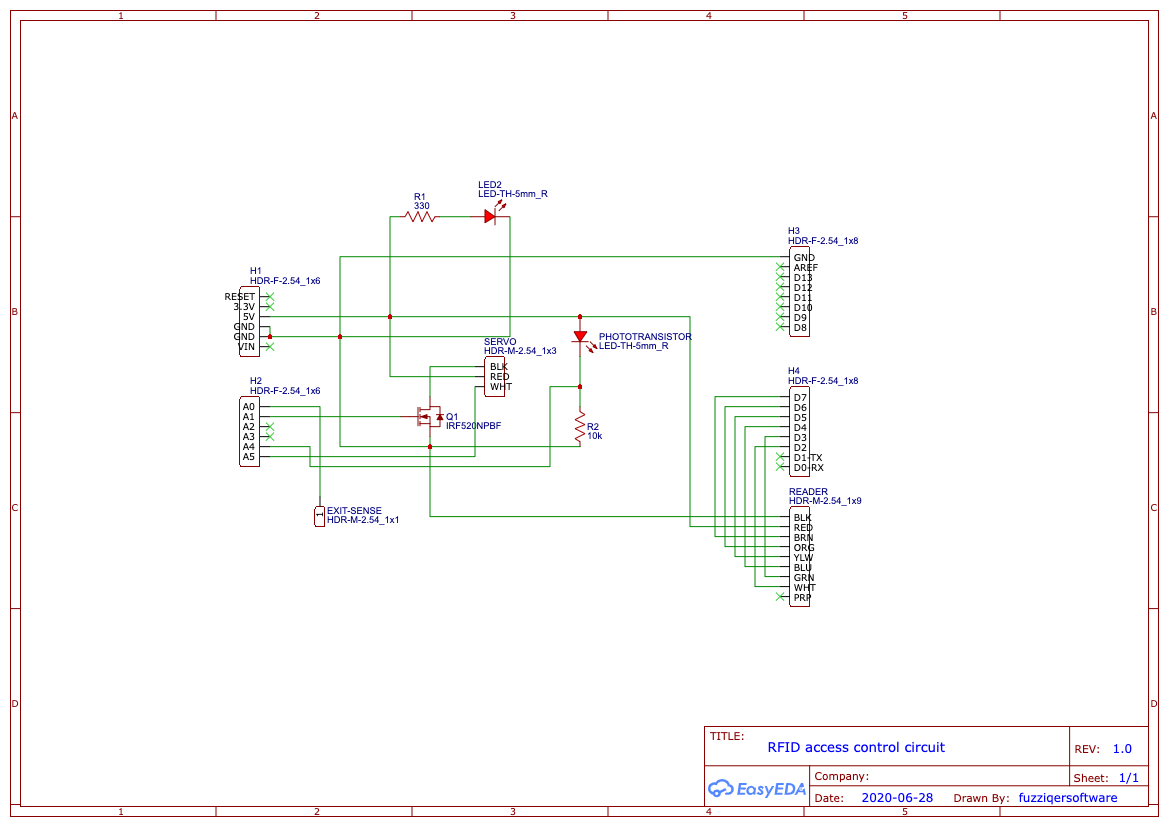 1 2 3 4 5
A A
B B
C C
D D
1 2 3 4 5
LED2
LED-TH-5mm_R
R1
330
H3
HDR-F-2.54_1x8
GND
AREF
D13
D12
D11
D10
D9
D8
H1
HDR-F-2.54_1x6
RESET
3.3V
5V
GND
GND
VIN
PHOTOTRANSISTOR
LED-TH-5mm_R
SERVO
HDR-M-2.54_1x3
BLK
RED
WHT
H2
HDR-F-2.54_1x6
A0
A1
A2
A3
A4
A5
Q1
IRF520NPBF
R2
10k
H4
HDR-F-2.54_1x8
D7
D6
D5
D4
D3
D2
D1-TX
D0-RX
1
EXIT-SENSE
HDR-M-2.54_1x1
READER
HDR-M-2.54_1x9
BLK
RED
BRN
ORG
YLW
BLU
GRN
WHT
PRP
TITLE:
RFID access control circuit
REV: 1.0
EasyEDA
Company:
Sheet: 1/1
Date: 2020-06-28 Drawn By: fuzziqersoftware